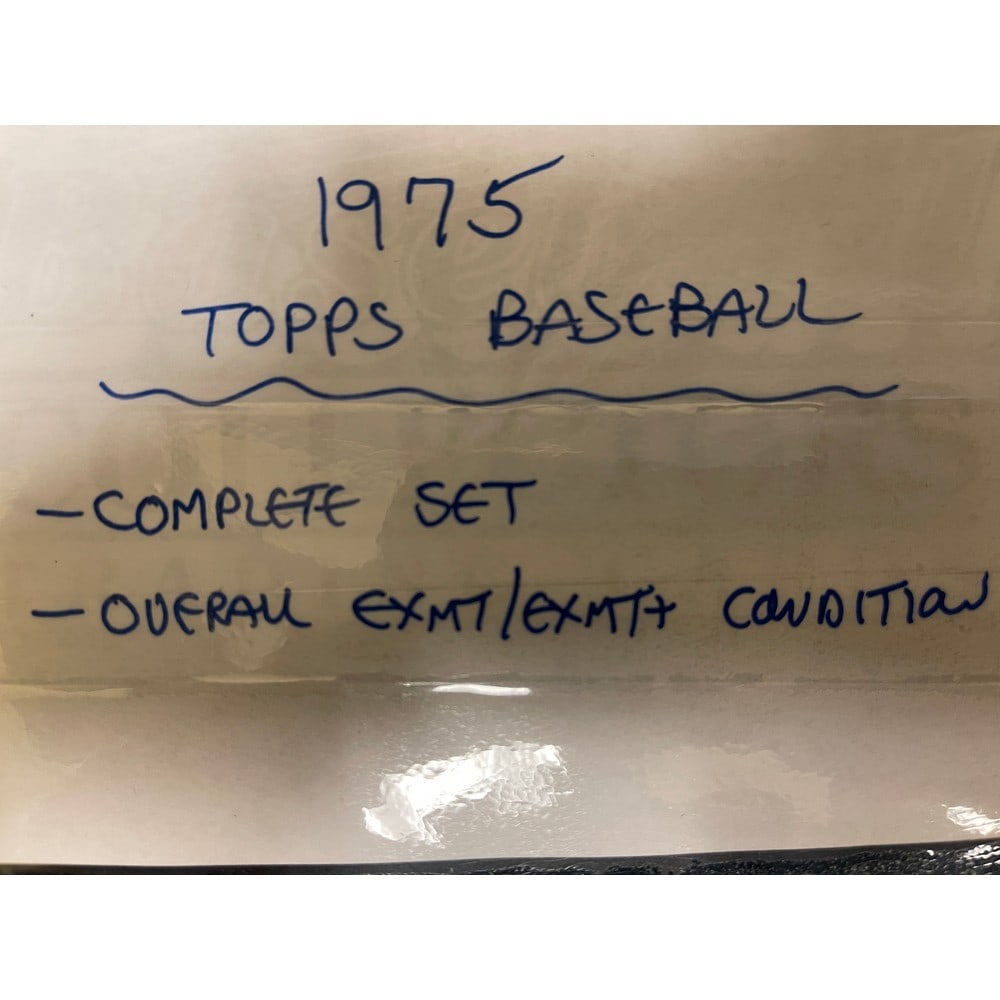 1975
TOPPS BASEBALL
- COMPLETE SET
- OVERALL EXMT/EXMT+ CONDITION